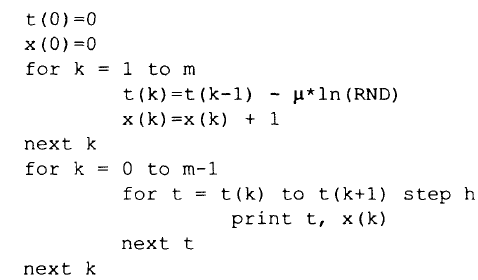 t(0)=0
x(0)=0
for k = 1 to m
t(k)=t(k-1) - μ*ln(RND)
x(k)=x(k) + 1
next k
for k = 0 to m-1
for t = t(k) to t(k+1) step h
print t, x(k)
next t
next k